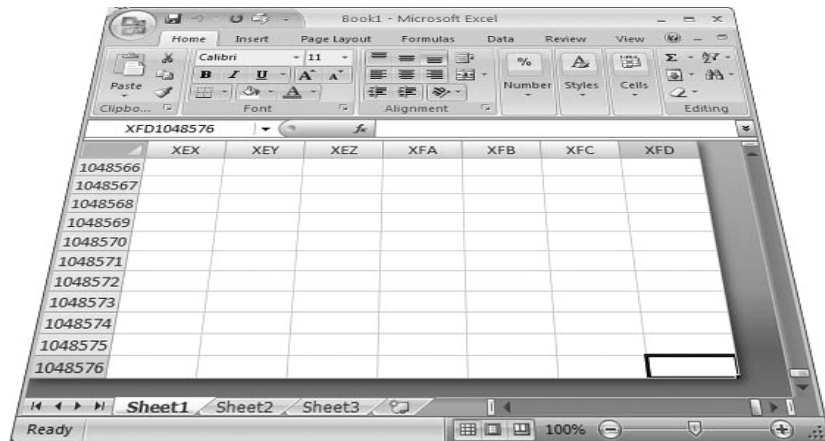 Book1 - Microsoft Excel
Home Insert Page Layout Formulas Data Review View
Calibri 11
B I U A A % A Σ
Paste Number Styles Cells
A
Clipbo... Font Alignment Editing
XFD1048576 fx
XEX XEY XEZ XFA XFB XFC XFD
1048566
1048567
1048568
1048569
1048570
1048571
1048572
1048573
1048574
1048575
1048576
Sheet1 Sheet2 Sheet3
Ready 100%